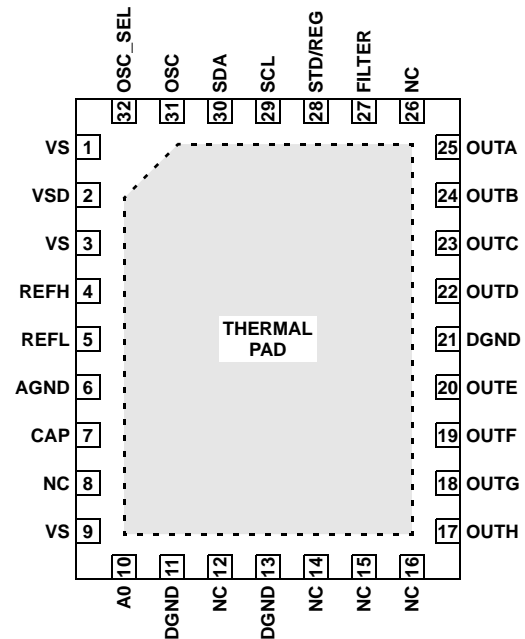 OSC_SEL
OSC
SDA
SCL
STD/REG
FILTER
NC
32
31
30
29
28
27
26
VS 1
25 OUTA
VSD 2
24 OUTB
VS 3
23 OUTC
REFH 4
22 OUTD
REFL 5
21 DGND
AGND 6
20 OUTE
CAP 7
19 OUTF
NC 8
18 OUTG
VS 9
17 OUTH
THERMAL
PAD
10
11
12
13
14
15
16
A0
DGND
NC
DGND
NC
NC
NC